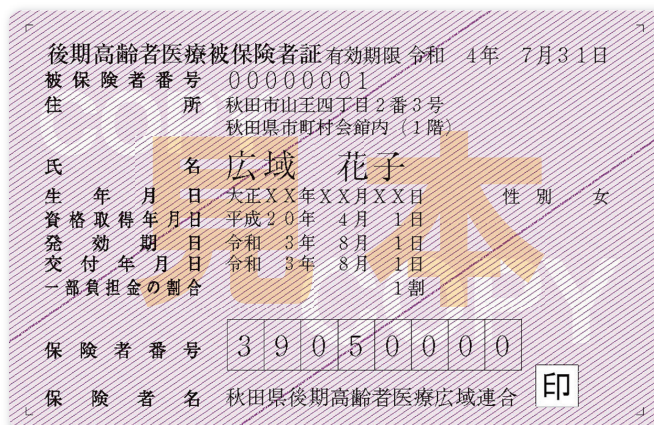 後期高齢者医療被保険者証 有効期限 令和 4年 7月31日
被保険者番号 00000001
住所 秋田市山王四丁目2番3号
秋田県市町村会館内（1階）
氏名 広域 花子
生年月日 大正XX年XX月XX日 性別 女
資格取得年月日 平成20年 4月 1日
発効期日 令和 3年 8月 1日
交付年月日 令和 3年 8月 1日
一部負担金の割合 1割
保険者番号 39050000
保険者名 秋田県後期高齢者医療広域連合 印
見本
COPY